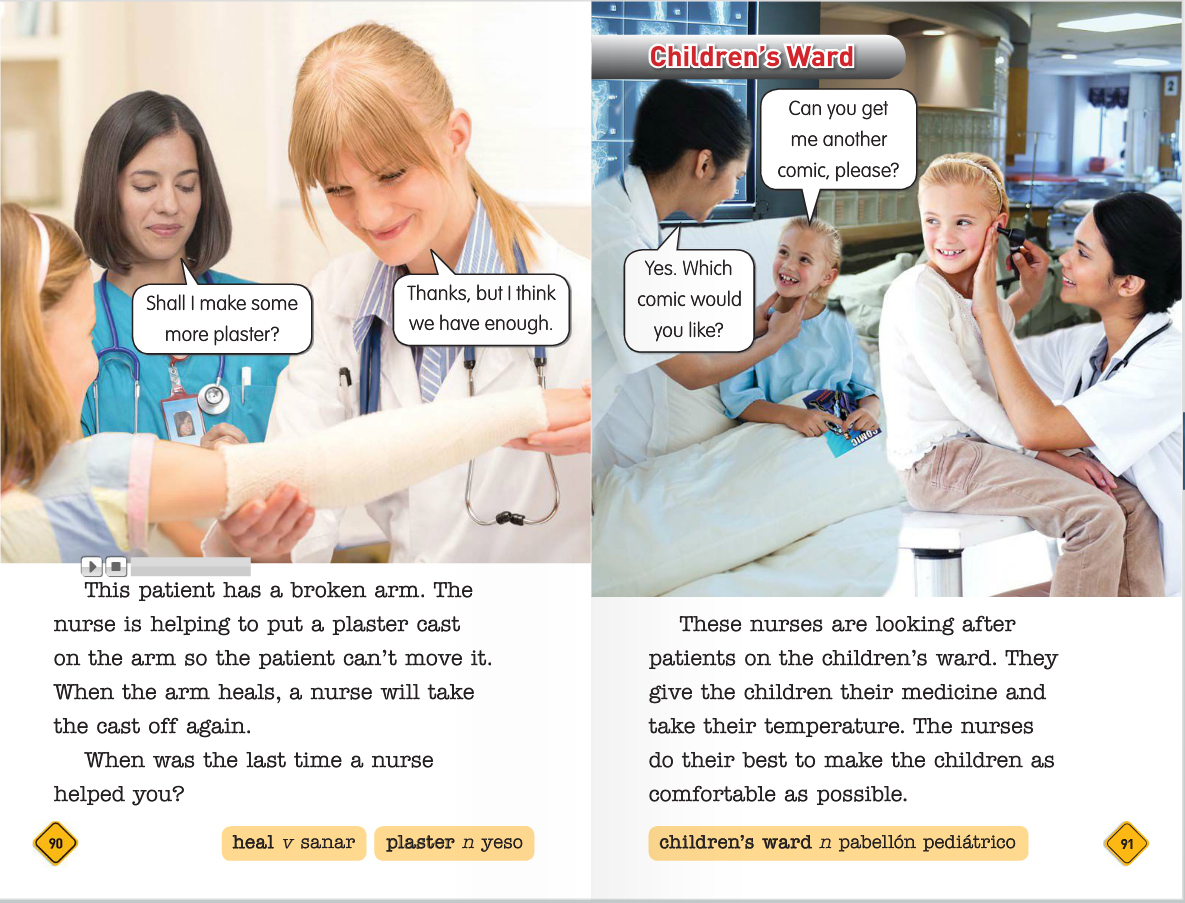 Shall I make some
more plaster?
Thanks, but I think
we have enough.
This patient has a broken arm. The
nurse is helping to put a plaster cast
on the arm so the patient can’t move it.
When the arm heals, a nurse will take
the cast off again.
When was the last time a nurse
helped you?
90
heal v sanar
plaster n yeso
Children’s Ward
Can you get
me another
comic, please?
Yes. Which
comic would
you like?
COMIC
2
These nurses are looking after
patients on the children’s ward. They
give the children their medicine and
take their temperature. The nurses
do their best to make the children as
comfortable as possible.
children’s ward n pabellón pediátrico
91